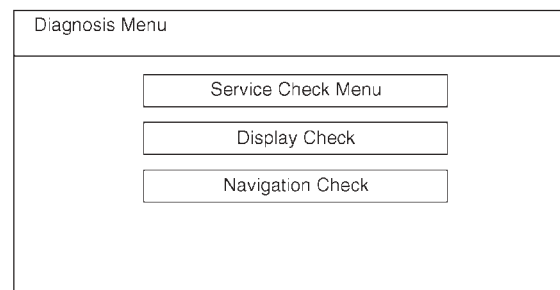 Diagnosis Menu
Service Check Menu
Display Check
Navigation Check